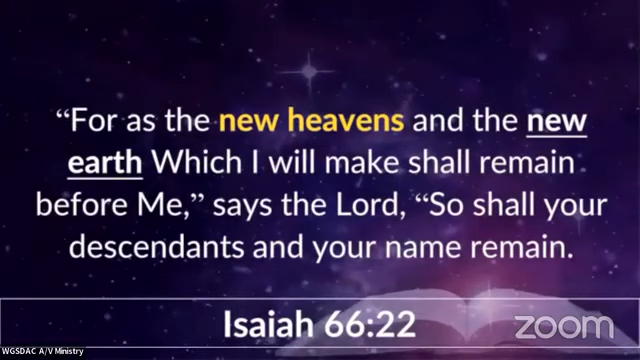 “For as the new heavens and the new
earth Which I will make shall remain
before Me,” says the Lord, “So shall your
descendants and your name remain.
Isaiah 66:22
zoom
WGSDAC A/V Ministry